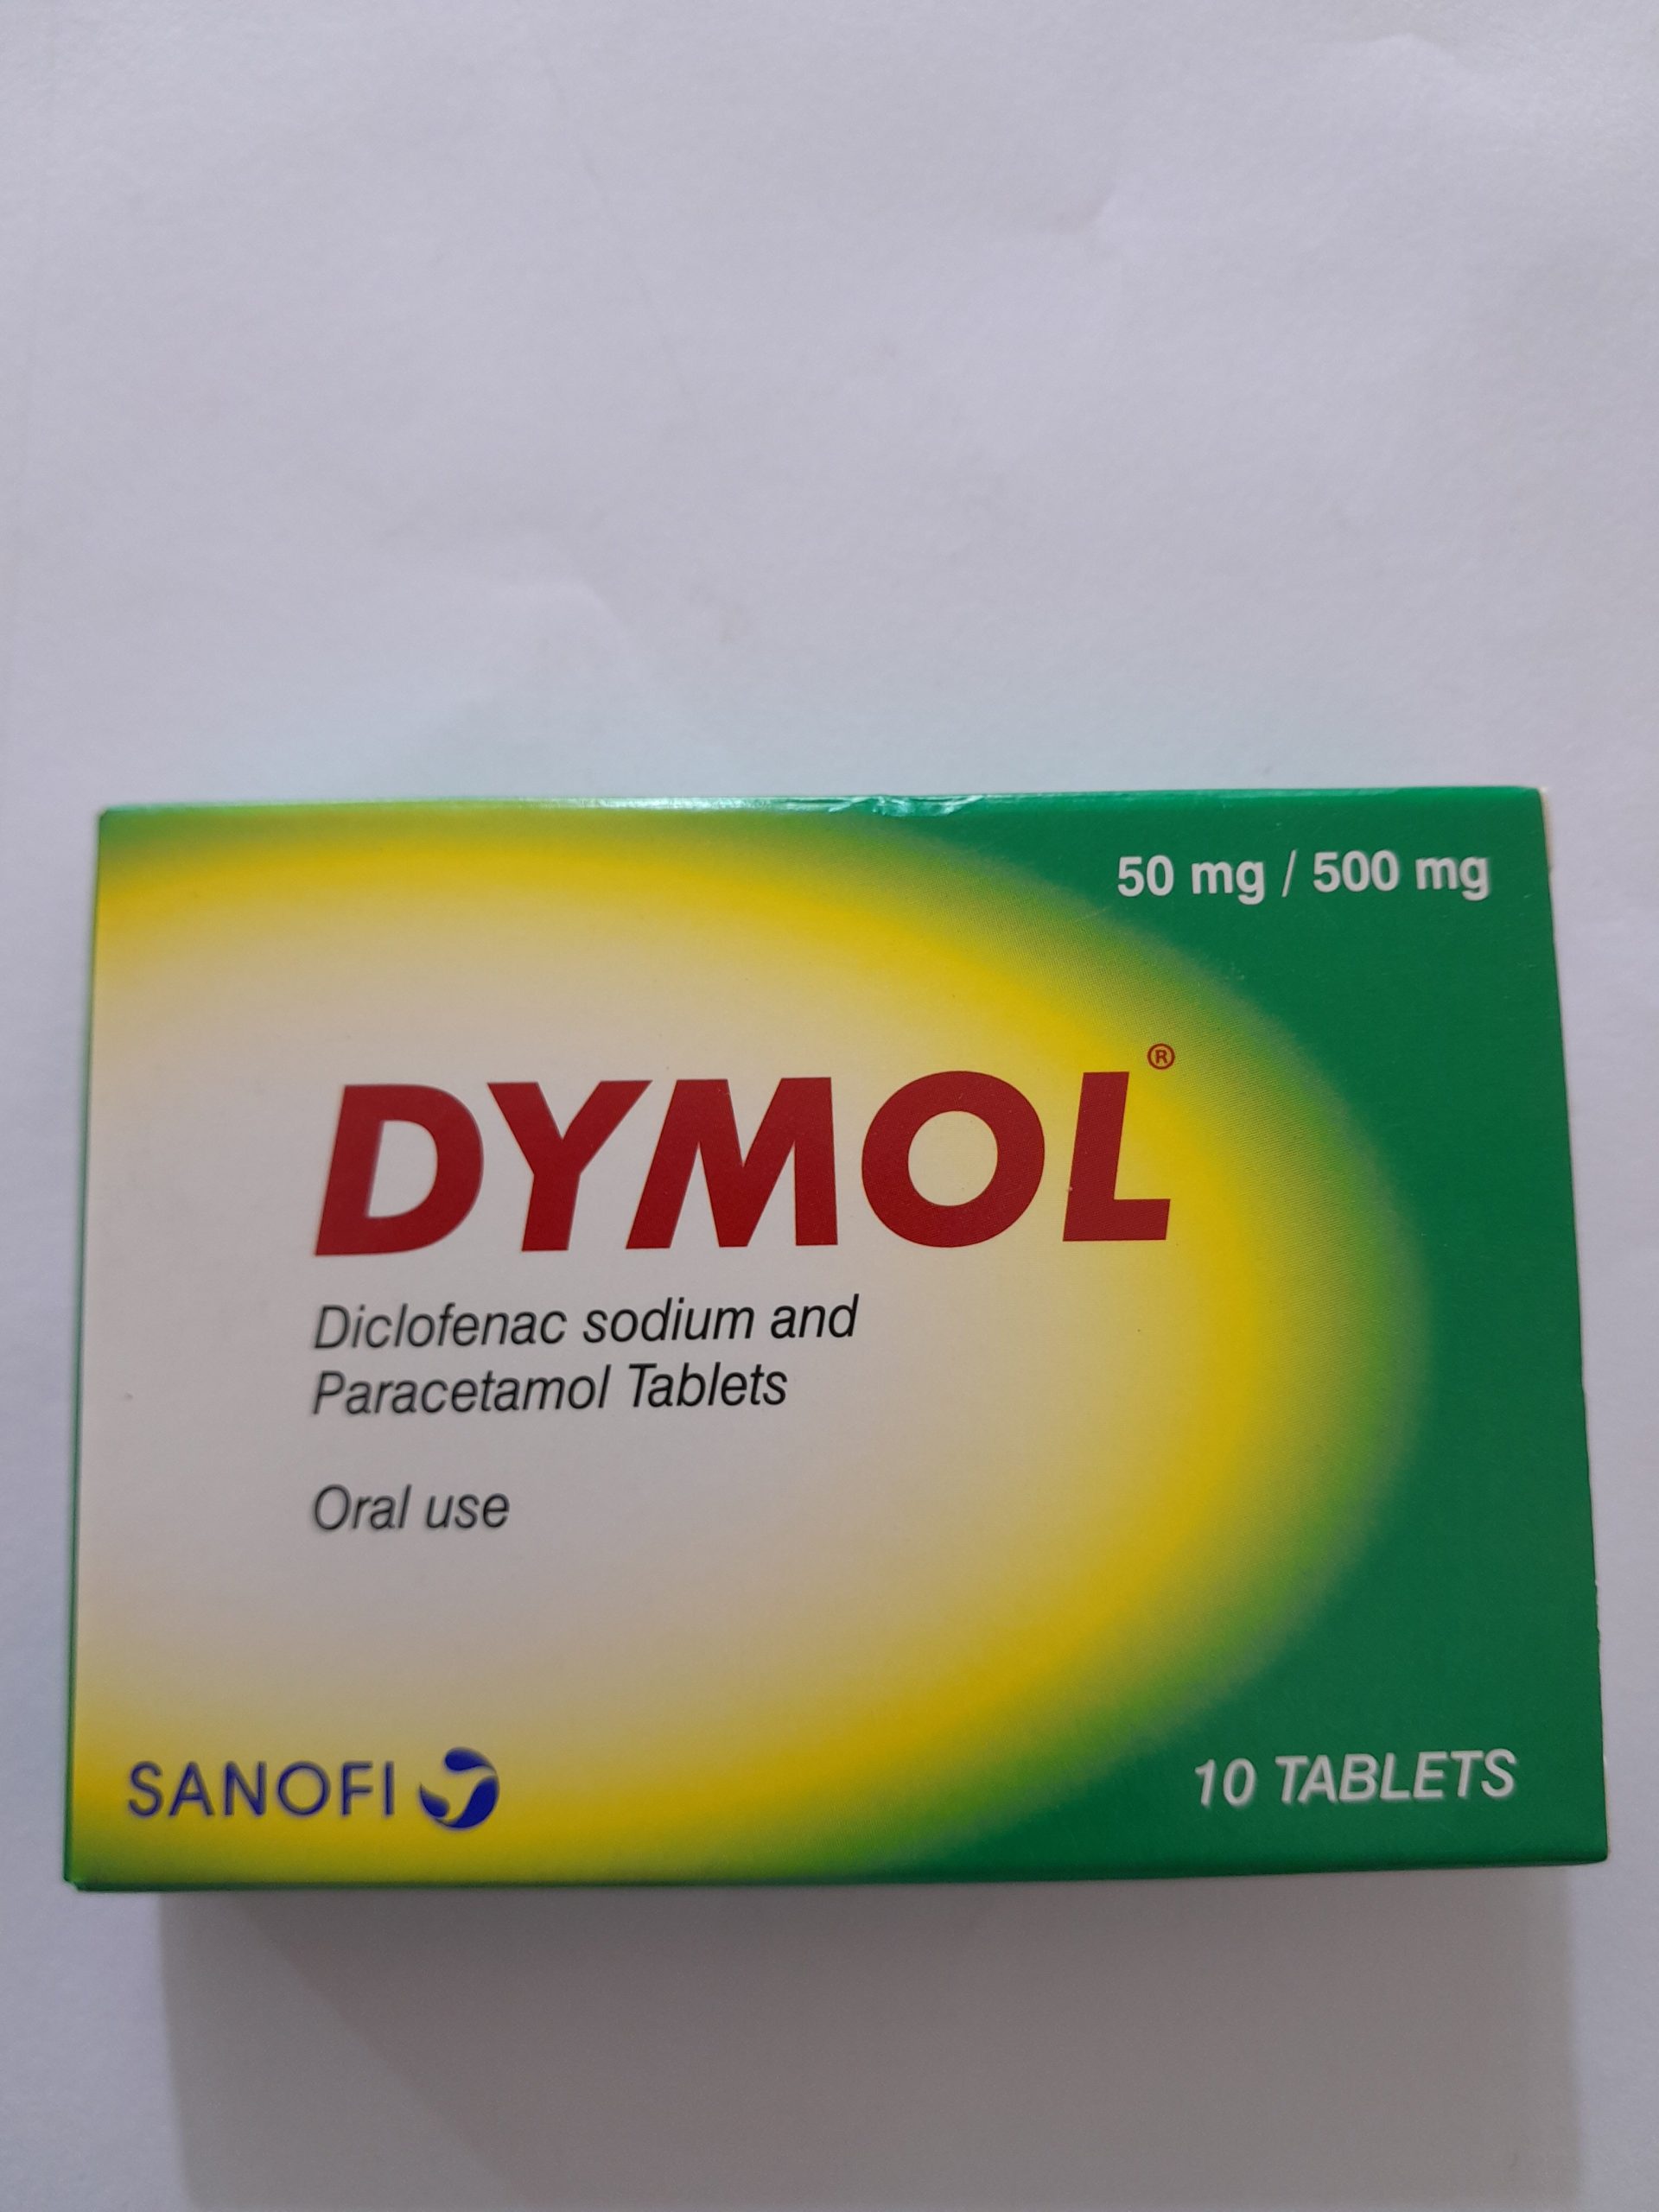 50 mg / 500 mg
DYMOL®
Diclofenac sodium and
Paracetamol Tablets
Oral use
SANOFI
10 TABLETS